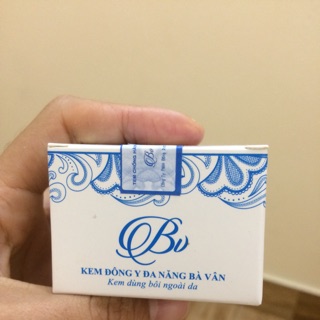 Bv
KEM ĐÔNG Y ĐA NĂNG BÀ VÂN
Kem dùng bôi ngoài da